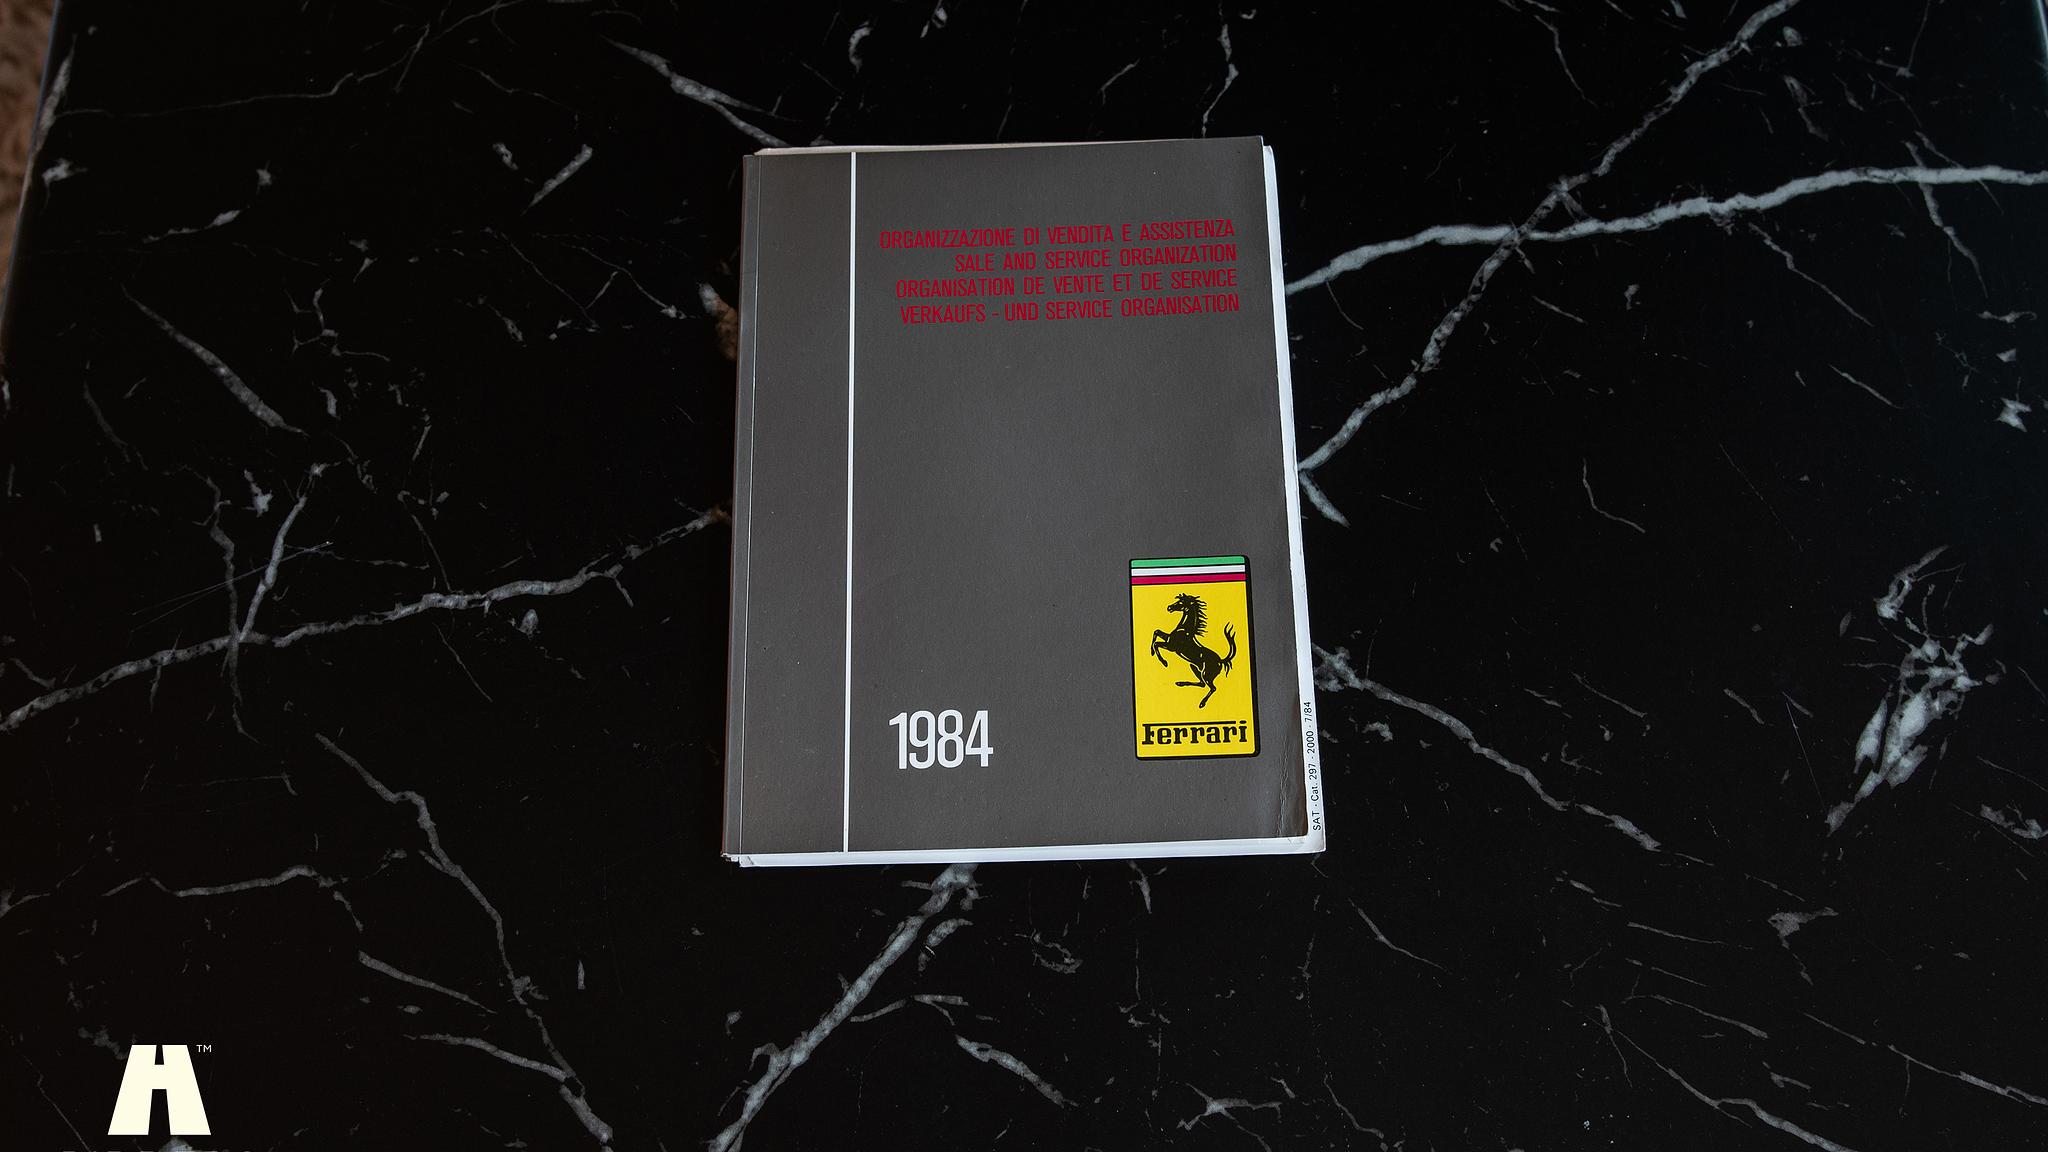 ORGANIZZAZIONE DI VENDITA E ASSISTENZA
SALE AND SERVICE ORGANIZATION
ORGANISATION DE VENTE ET DE SERVICE
VERKAUFS - UND SERVICE ORGANISATION
1984
Ferrari
SAT - Cat. 297 - 2000 - 7/84
H™